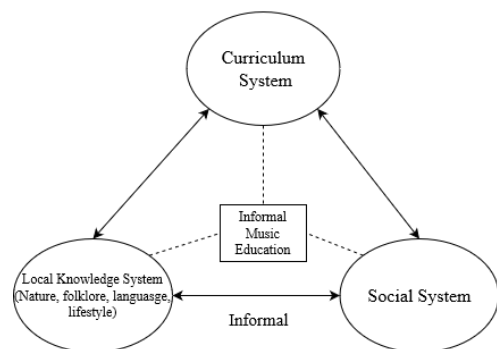 Curriculum
System
Informal
Music
Education
Local Knowledge System
(Nature, folklore, languasge,
lifestyle)
Social System
Informal